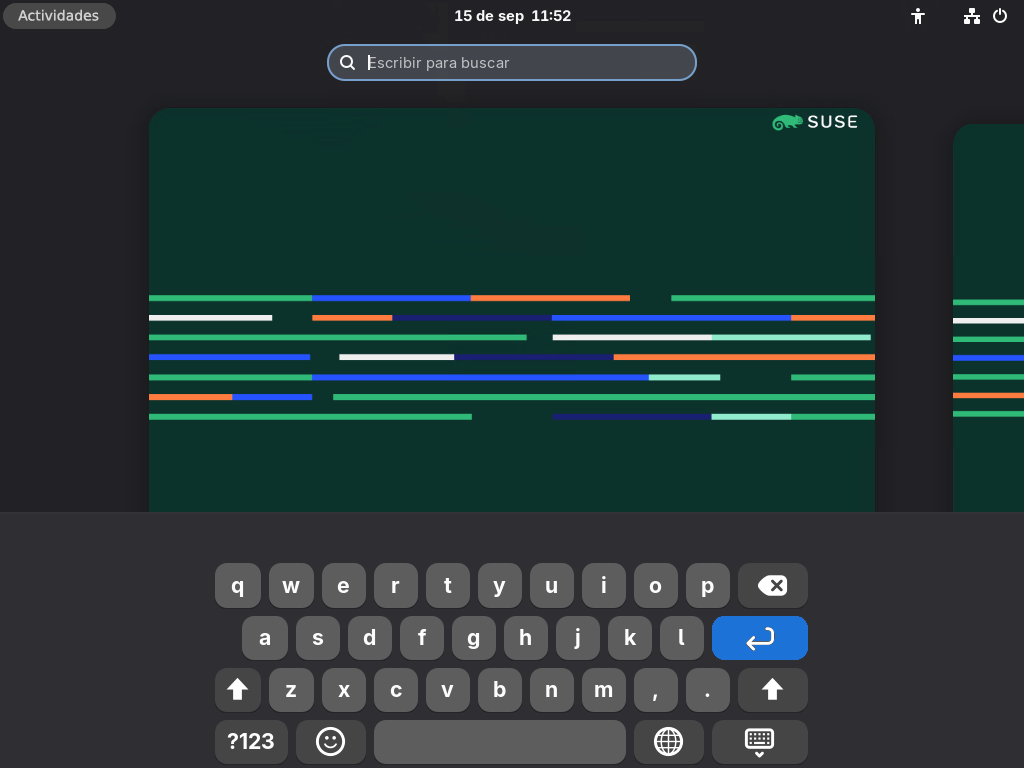 Actividades
15 de sep 11:52
Escribir para buscar
SUSE
q w e r t y u i o p
a s d f g h j k l
z x c v b n m , .
?123